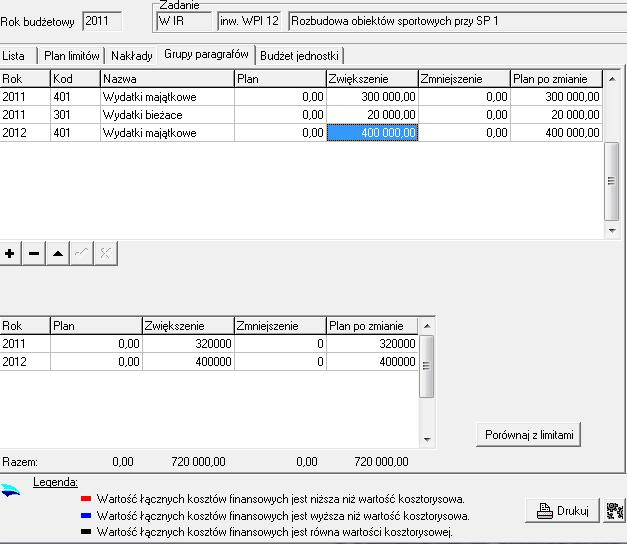 Zadanie
Rok budżetowy 2011 W IR inw. WPI 12 Rozbudowa obiektów sportowych przy SP 1
Lista Plan limitów Nakłady Grupy paragrafów Budżet jednostki
Rok Kod Nazwa Plan Zwiększenie Zmniejszenie Plan po zmianie
2011 401 Wydatki majątkowe 0,00 300 000,00 0,00 300 000,00
2011 301 Wydatki bieżace 0,00 20 000,00 0,00 20 000,00
2012 401 Wydatki majątkowe 0,00 400 000,00 0,00 400 000,00
Rok Plan Zwiększenie Zmniejszenie Plan po zmianie
2011 0,00 320000 0 320000
2012 0,00 400000 0 400000
Porównaj z limitami
Razem: 0,00 720 000,00 0,00 720 000,00
Legenda:
Wartość łącznych kosztów finansowych jest niższa niż wartość kosztorysowa.
Wartość łącznych kosztów finansowych jest wyższa niż wartość kosztorysowa.
Wartość łącznych kosztów finansowych jest równa wartości kosztorysowej.
Drukuj